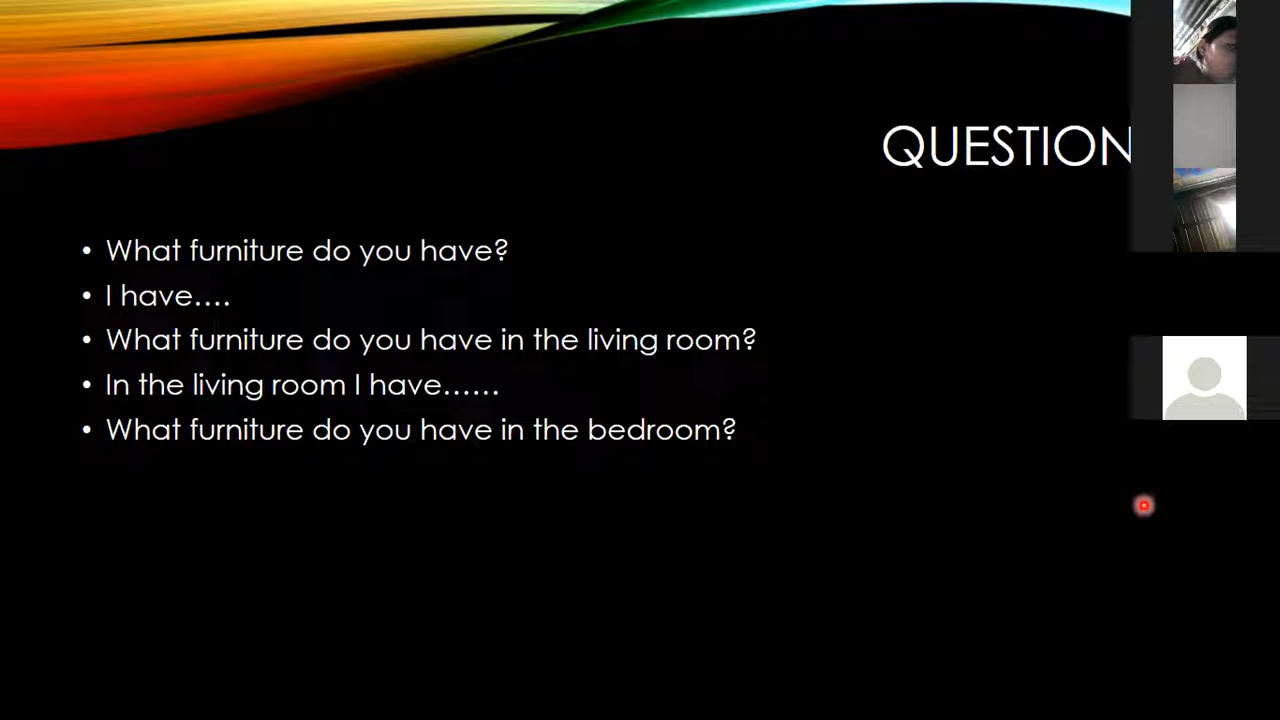 QUESTION
What furniture do you have?
I have....
What furniture do you have in the living room?
In the living room I have......
What furniture do you have in the bedroom?